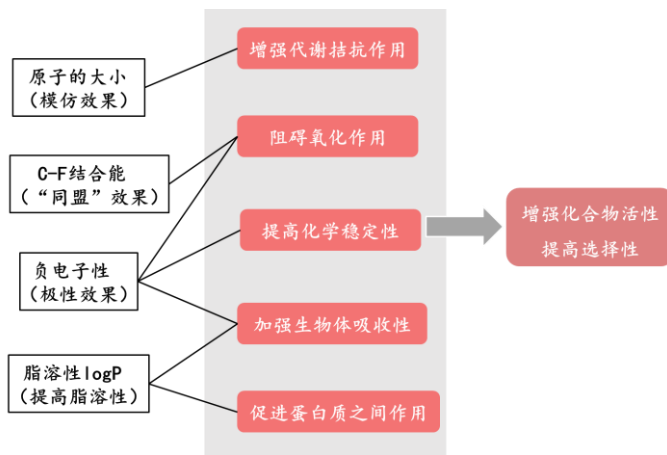 原子的大小
（模仿效果）
C-F结合能
（“同盟”效果）
负电子性
（极性效果）
脂溶性logP
（提高脂溶性）
增强代谢拮抗作用
阻碍氧化作用
提高化学稳定性
加强生物体吸收性
促进蛋白质之间作用
增强化合物活性
提高选择性